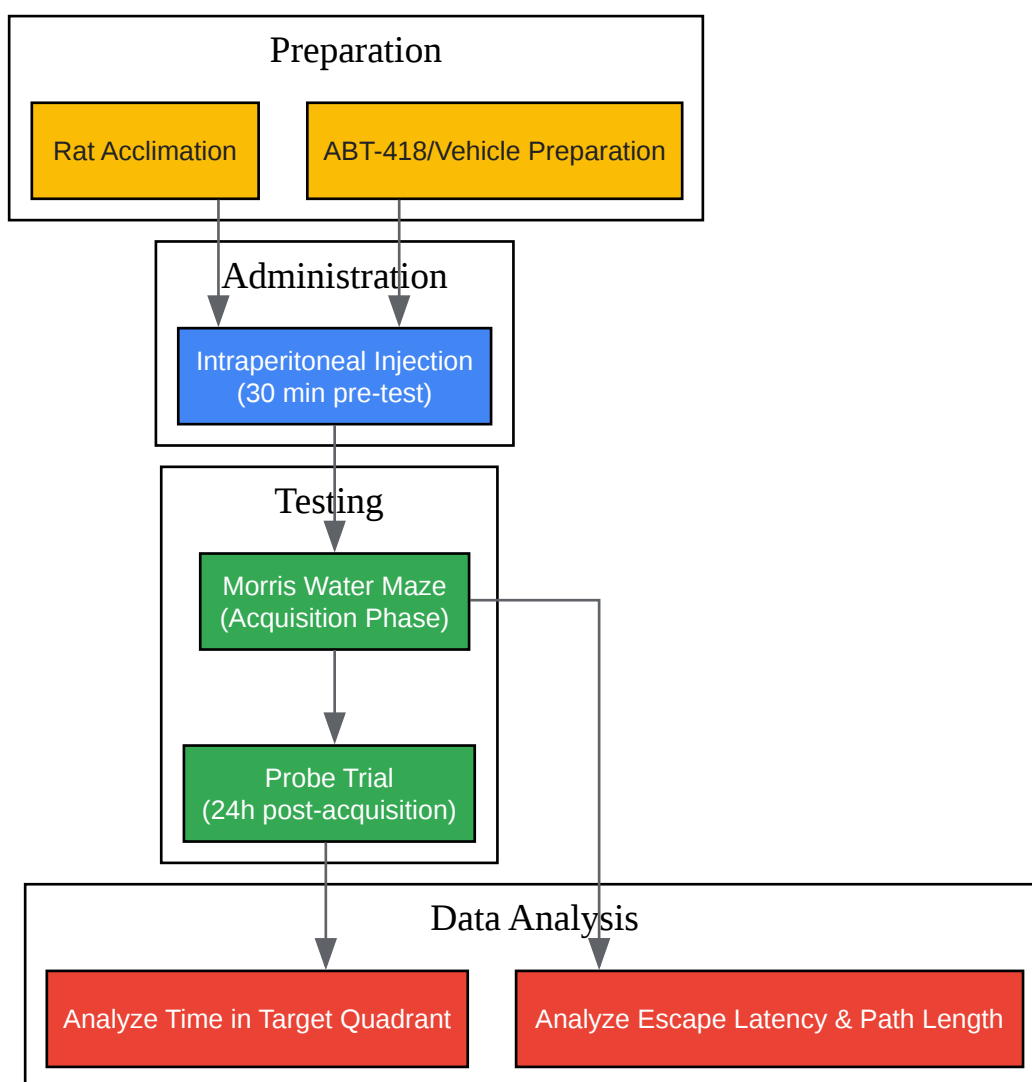 Preparation
Rat Acclimation
ABT-418/Vehicle Preparation
Administration
Intraperitoneal Injection
(30 min pre-test)
Testing
Morris Water Maze
(Acquisition Phase)
Probe Trial
(24h post-acquisition)
Data Analysis
Analyze Time in Target Quadrant
Analyze Escape Latency & Path Length